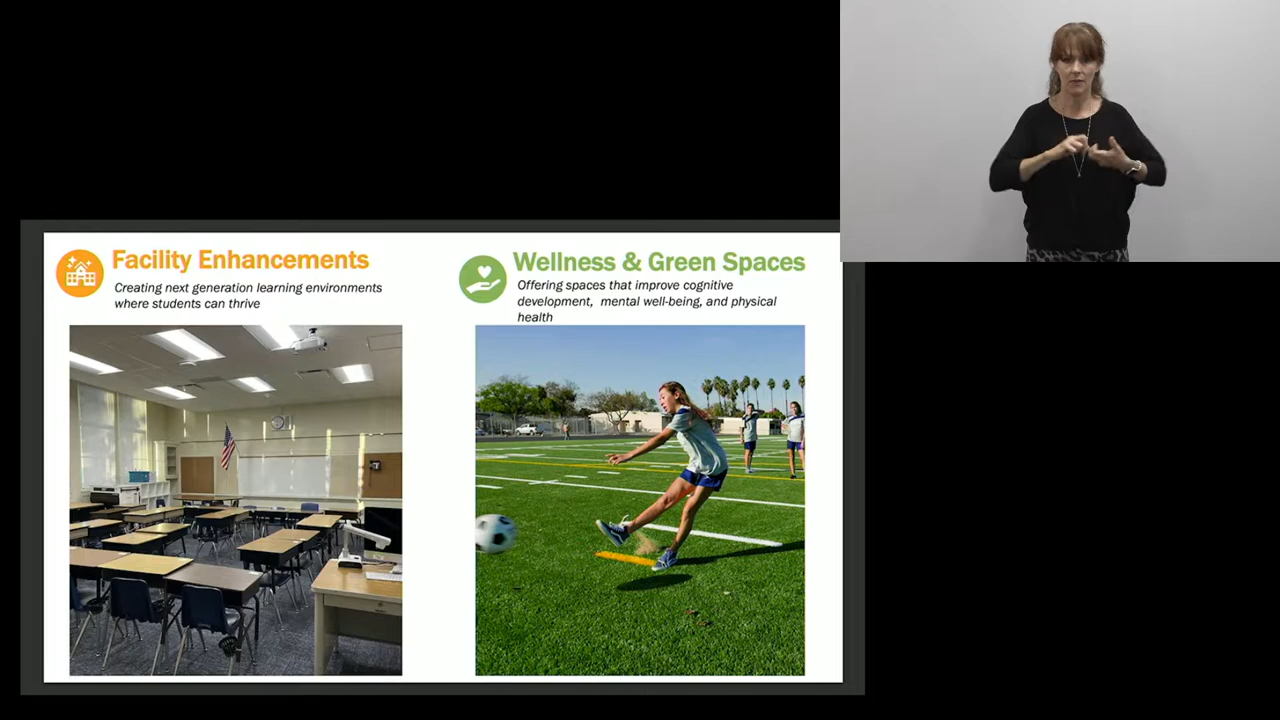 Facility Enhancements
Creating next generation learning environments
where students can thrive
Wellness & Green Spaces
Offering spaces that improve cognitive
development, mental well-being, and physical
health